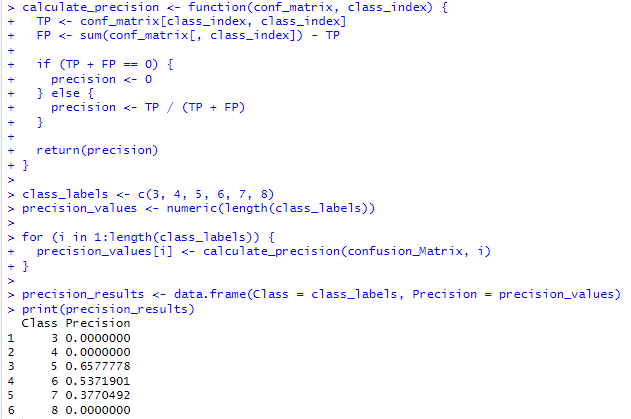 > calculate_precision <- function(conf_matrix, class_index) {
+   TP <- conf_matrix[class_index, class_index]
+   FP <- sum(conf_matrix[, class_index]) - TP
+
+   if (TP + FP == 0) {
+     precision <- 0
+   } else {
+     precision <- TP / (TP + FP)
+   }
+
+   return(precision)
+ }
>
> class_labels <- c(3, 4, 5, 6, 7, 8)
> precision_values <- numeric(length(class_labels))
>
> for (i in 1:length(class_labels)) {
+   precision_values[i] <- calculate_precision(confusion_Matrix, i)
+ }
>
> precision_results <- data.frame(Class = class_labels, Precision = precision_values)
> print(precision_results)
  Class Precision
1     3 0.0000000
2     4 0.0000000
3     5 0.6577778
4     6 0.5371901
5     7 0.3770492
6     8 0.0000000